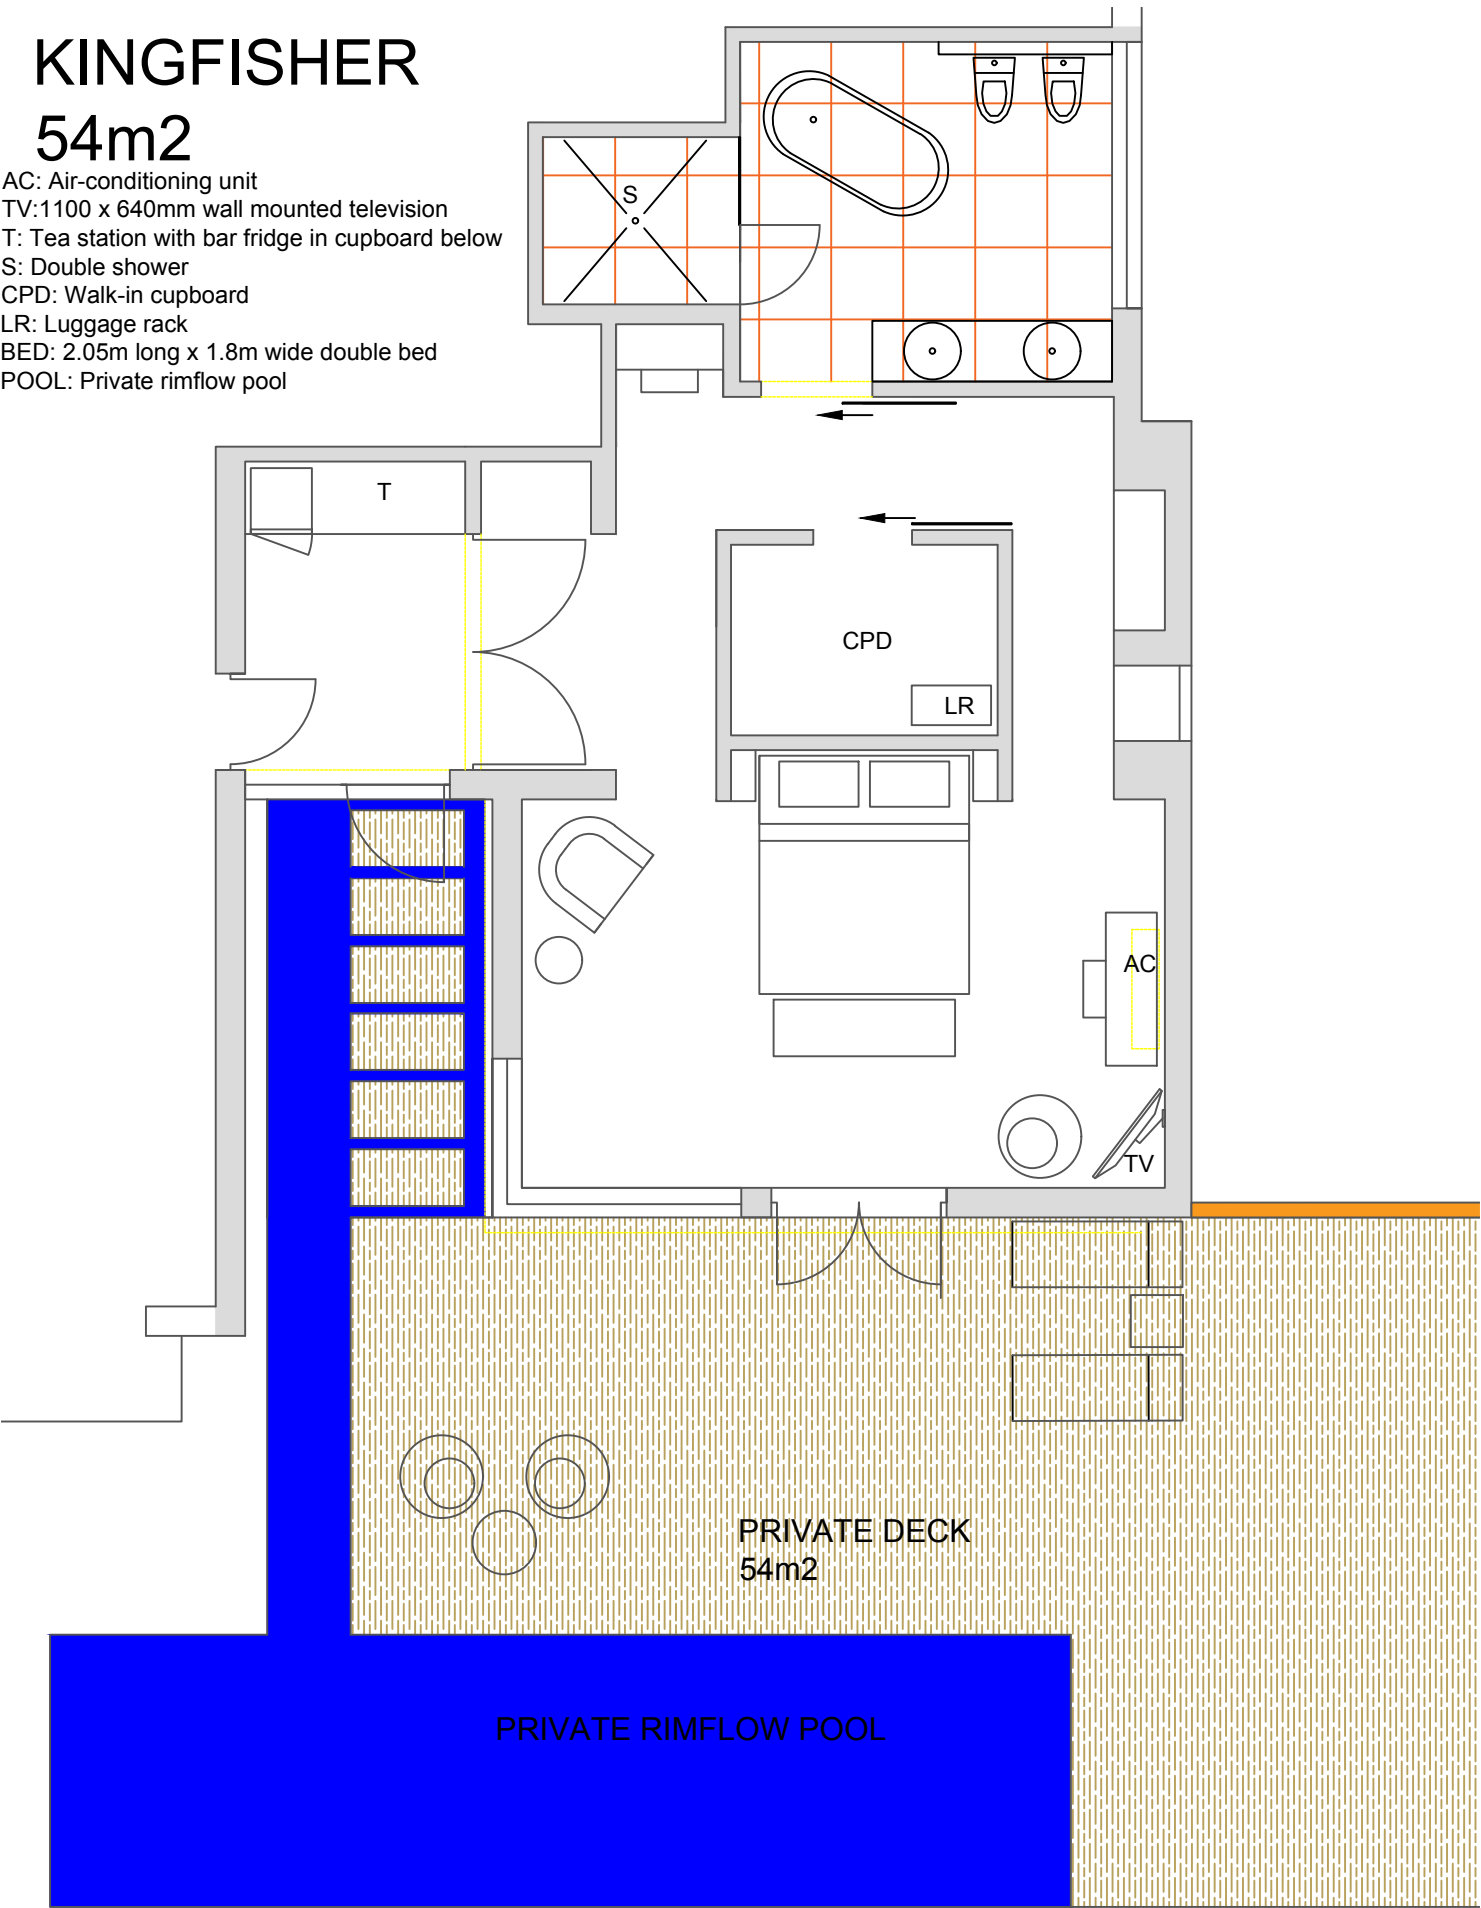 KINGFISHER
54m2
AC: Air-conditioning unit
TV:1100 x 640mm wall mounted television
T: Tea station with bar fridge in cupboard below
S: Double shower
CPD: Walk-in cupboard
LR: Luggage rack
BED: 2.05m long x 1.8m wide double bed
POOL: Private rimflow pool
S
T
CPD
LR
AC
TV
PRIVATE DECK
54m2
PRIVATE RIMFLOW POOL